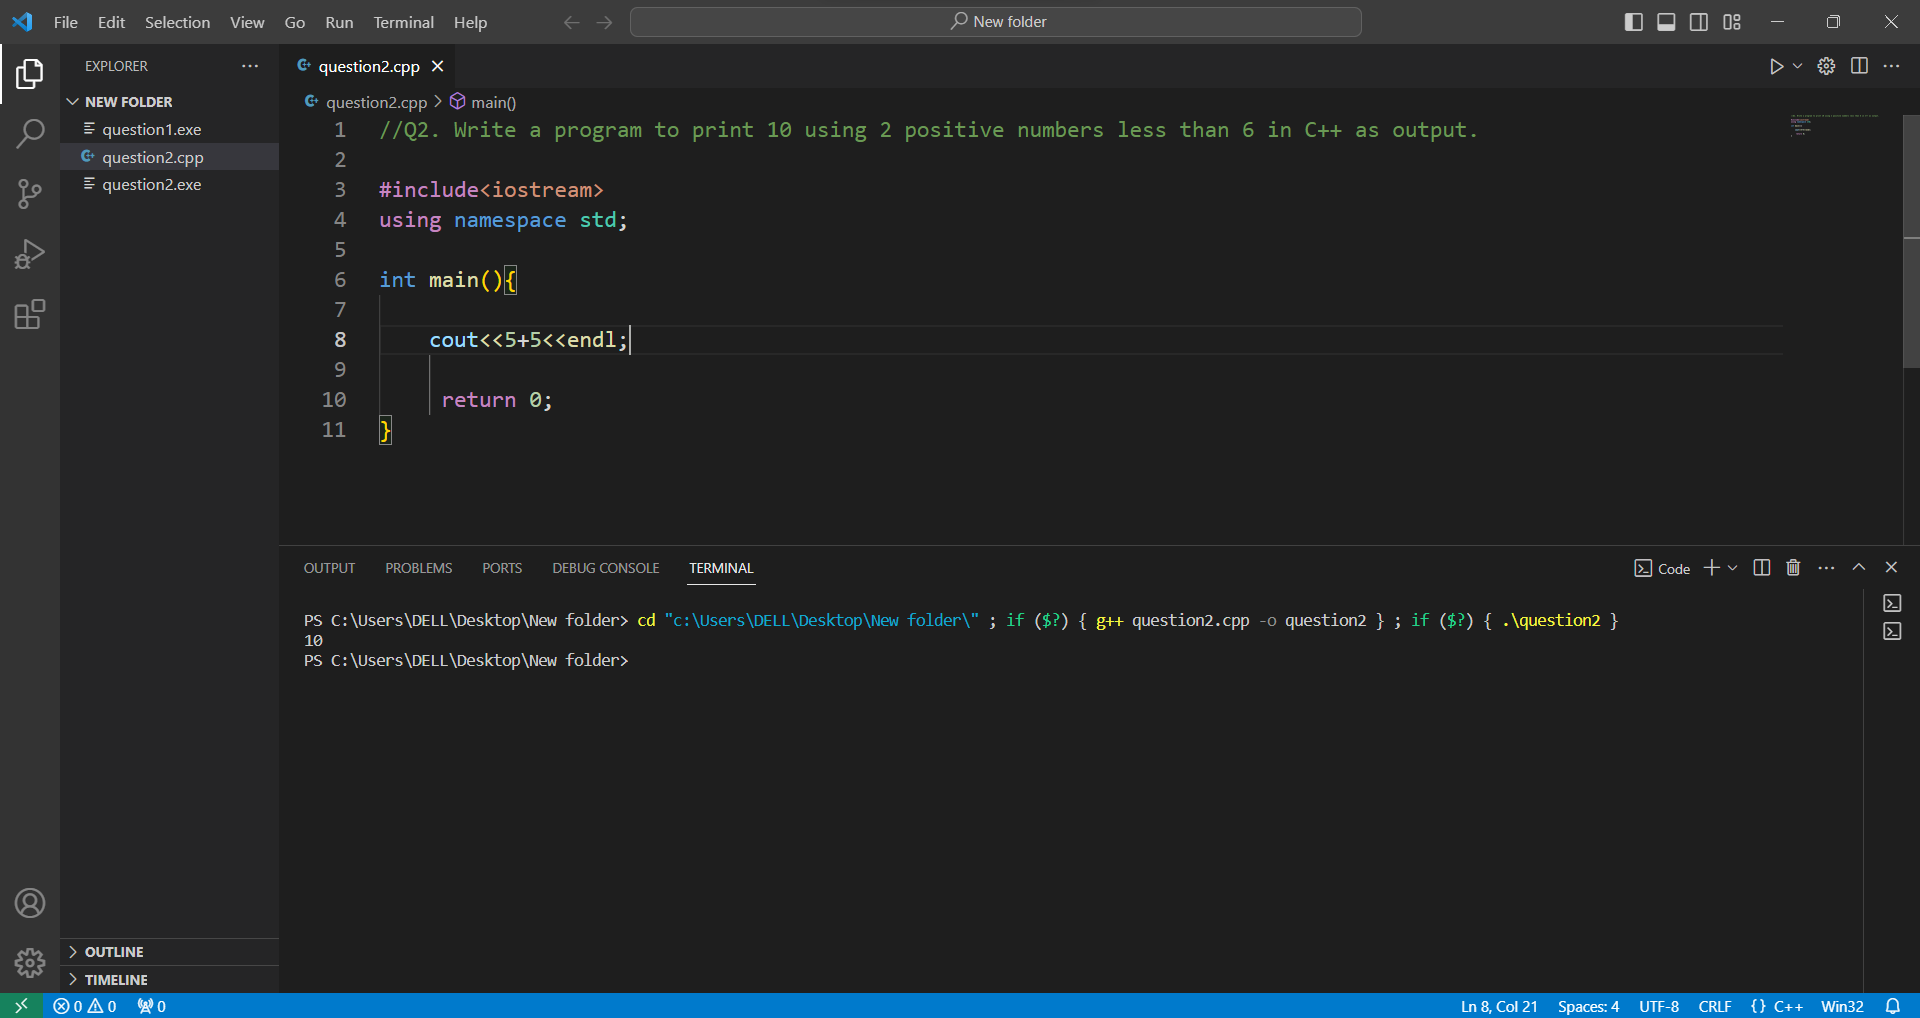 File Edit Selection View Go Run Terminal Help
New folder
EXPLORER
NEW FOLDER
question1.exe
question2.cpp
question2.exe
OUTLINE
TIMELINE
question2.cpp
question2.cpp > main()
1 //Q2. Write a program to print 10 using 2 positive numbers less than 6 in C++ as output.
2
3 #include<iostream>
4 using namespace std;
5
6 int main(){
7
8 cout<<5+5<<endl;
9
10 return 0;
11 }
OUTPUT PROBLEMS PORTS DEBUG CONSOLE TERMINAL
Code
PS C:\Users\DELL\Desktop\New folder> cd "c:\Users\DELL\Desktop\New folder\" ; if ($?) { g++ question2.cpp -o question2 } ; if ($?) { .\question2 }
10
PS C:\Users\DELL\Desktop\New folder>
0 0 0
Ln 8, Col 21 Spaces: 4 UTF-8 CRLF {} C++ Win32